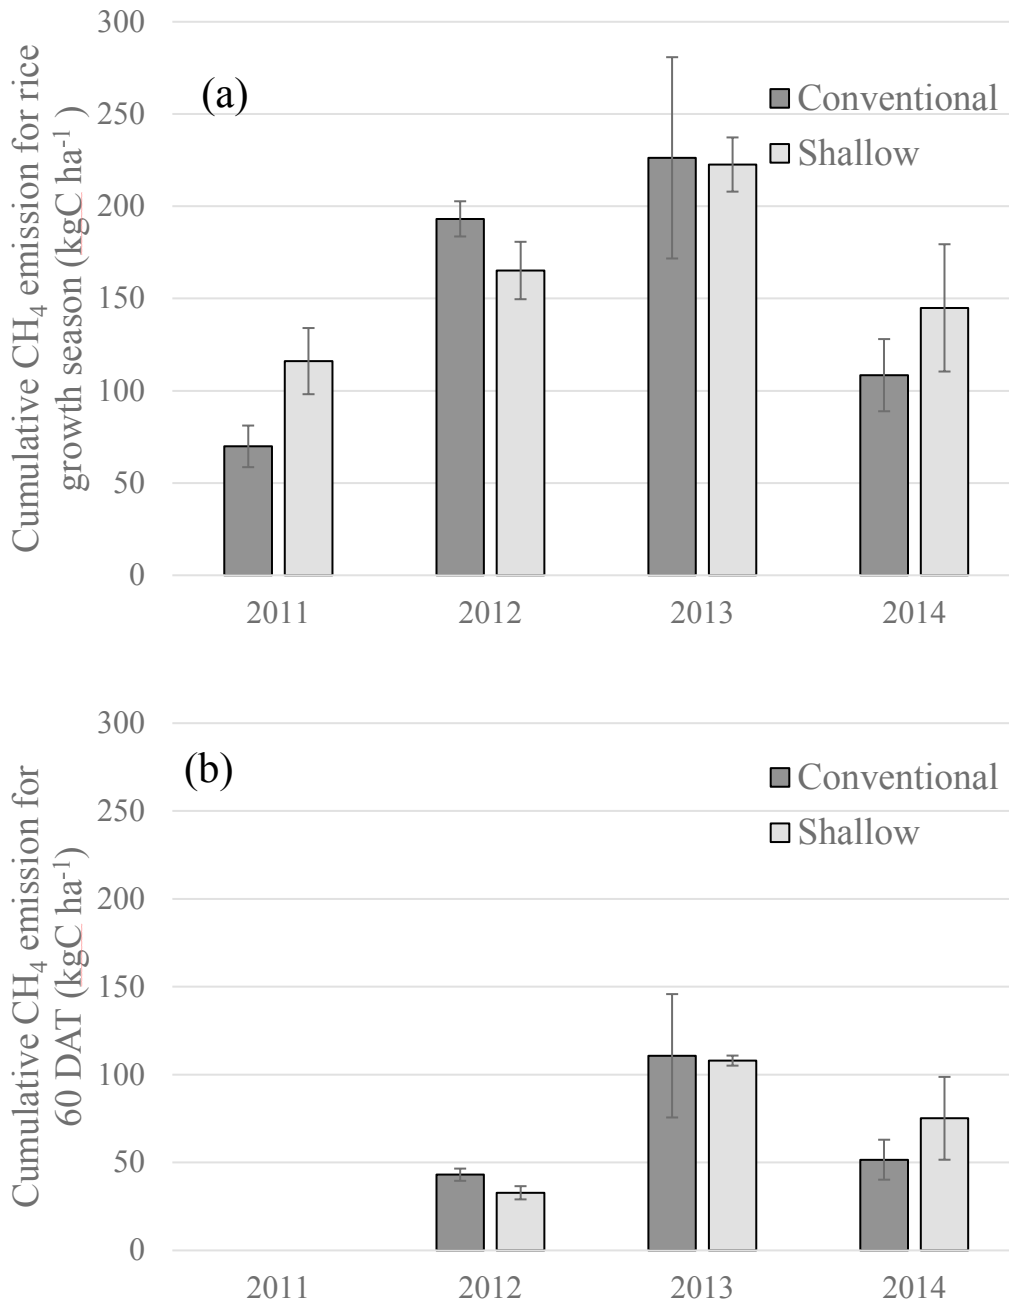 Cumulative CH₄ emission for rice
growth season (kgC ha⁻¹)
300
250
200
150
100
50
0
(a)
Conventional
Shallow
2011 2012 2013 2014
Cumulative CH₄ emission for
60 DAT (kgC ha⁻¹)
300
250
200
150
100
50
0
(b)
Conventional
Shallow
2011 2012 2013 2014